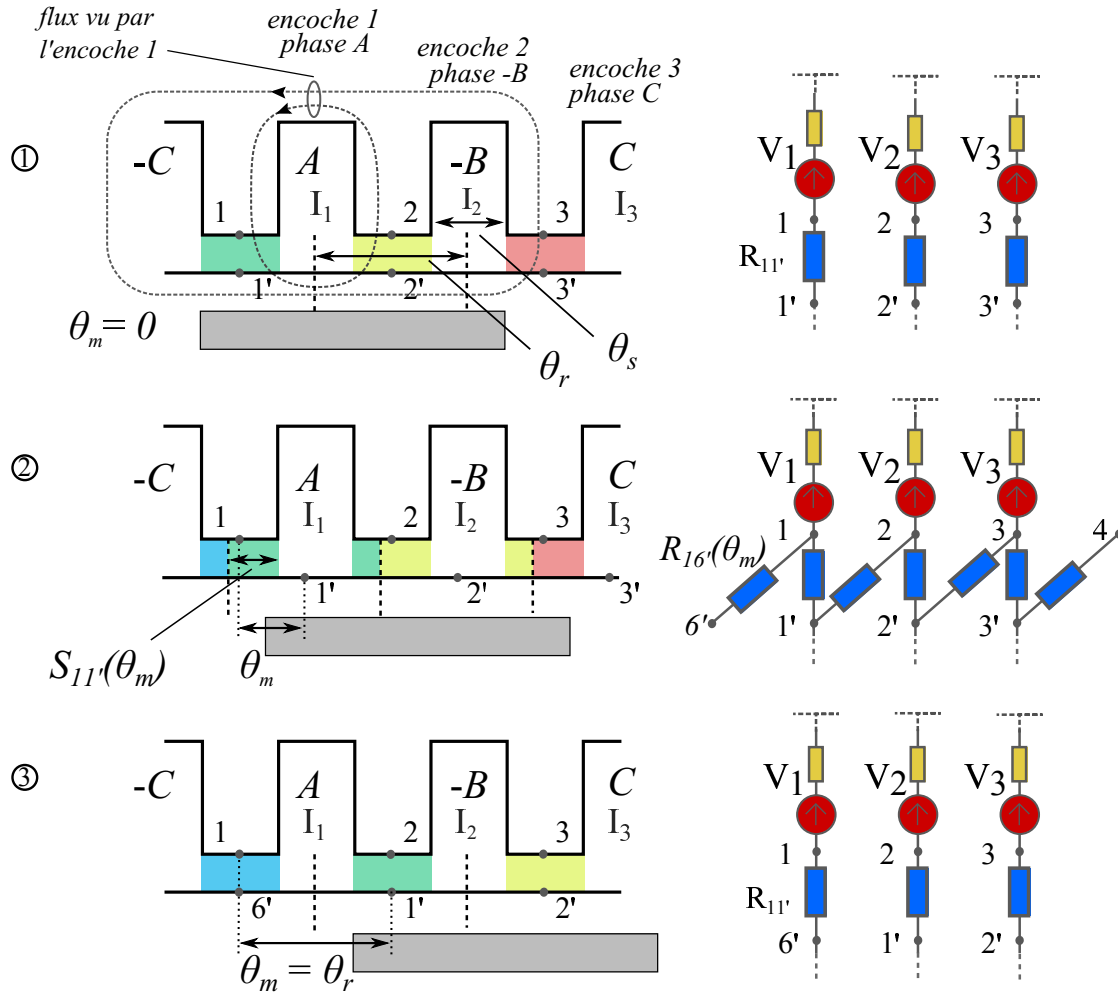 flux vu par
l'encoche 1
encoche 1
phase A
encoche 2
phase -B
encoche 3
phase C
①
-C
A
-B
C
I1
I2
I3
1
2
3
1'
2'
3'
θm = 0
θr
θs
V1
V2
V3
1
2
3
R11'
1'
2'
3'
②
-C
A
-B
C
1
I1
2
I2
3
I3
1'
2'
3'
S11'(θm)
θm
V1
V2
V3
1
2
3
4
R16'(θm)
6'
1'
2'
3'
③
-C
A
-B
C
1
I1
2
I2
3
I3
6'
1'
2'
θm = θr
V1
V2
V3
1
2
3
R11'
6'
1'
2'